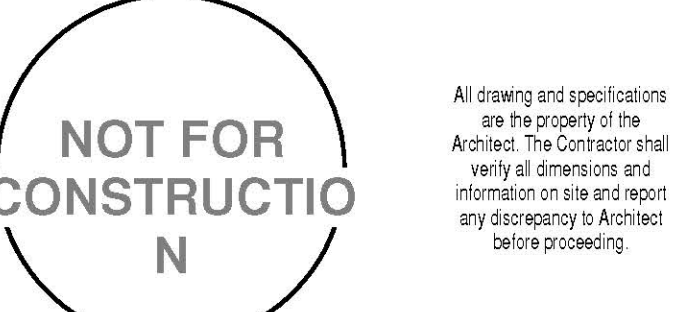 NOT FOR
CONSTRUCTIO
N
All drawing and specifications
are the property of the
Architect. The Contractor shall
verify all dimensions and
information on site and report
any discrepancy to Architect
before proceeding.